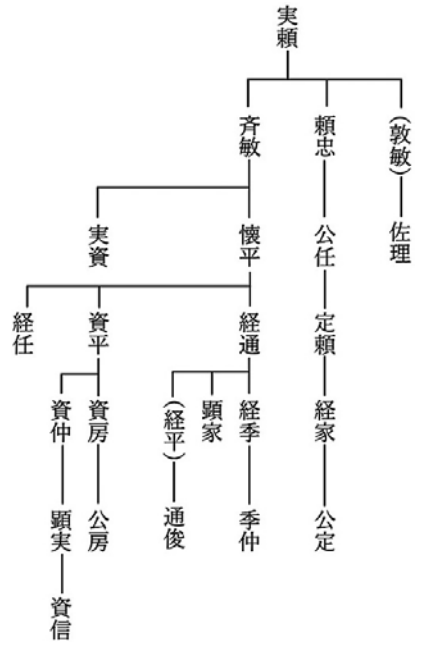 実頼
(敦敏)
頼忠
斉敏
佐理
公任
懐平
実資
定頼
経通
資平
経任
経家
経季
顕家
(経平)
資房
資仲
公定
季仲
通俊
公房
顕実
資信